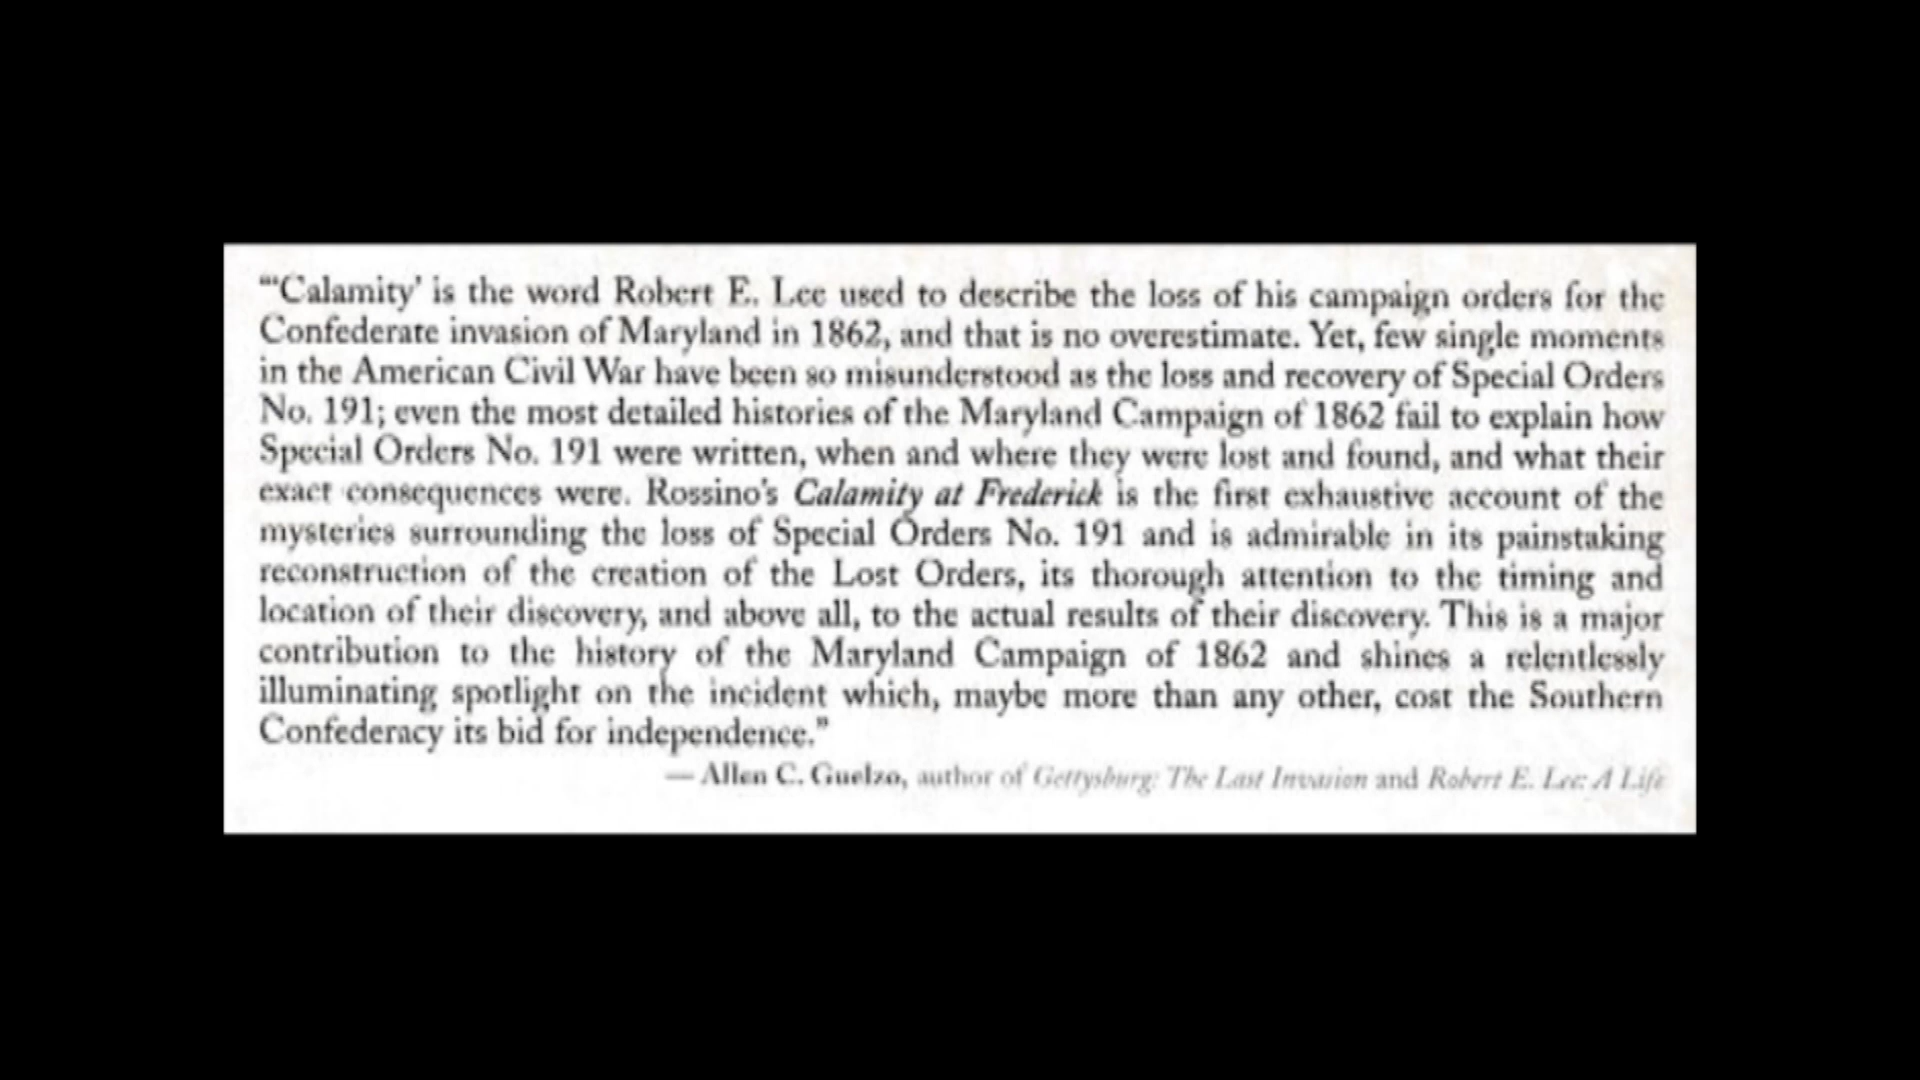 “‘Calamity’ is the word Robert E. Lee used to describe the loss of his campaign orders for the
Confederate invasion of Maryland in 1862, and that is no overestimate. Yet, few single moments
in the American Civil War have been so misunderstood as the loss and recovery of Special Orders
No. 191; even the most detailed histories of the Maryland Campaign of 1862 fail to explain how
Special Orders No. 191 were written, when and where they were lost and found, and what their
exact consequences were. Rossino’s Calamity at Frederick is the first exhaustive account of the
mysteries surrounding the loss of Special Orders No. 191 and is admirable in its painstaking
reconstruction of the creation of the Lost Orders, its thorough attention to the timing and
location of their discovery, and above all, to the actual results of their discovery. This is a major
contribution to the history of the Maryland Campaign of 1862 and shines a relentlessly
illuminating spotlight on the incident which, maybe more than any other, cost the Southern
Confederacy its bid for independence.”
— Allen C. Guelzo, author of Gettysburg: The Last Invasion and Robert E. Lee: A Life